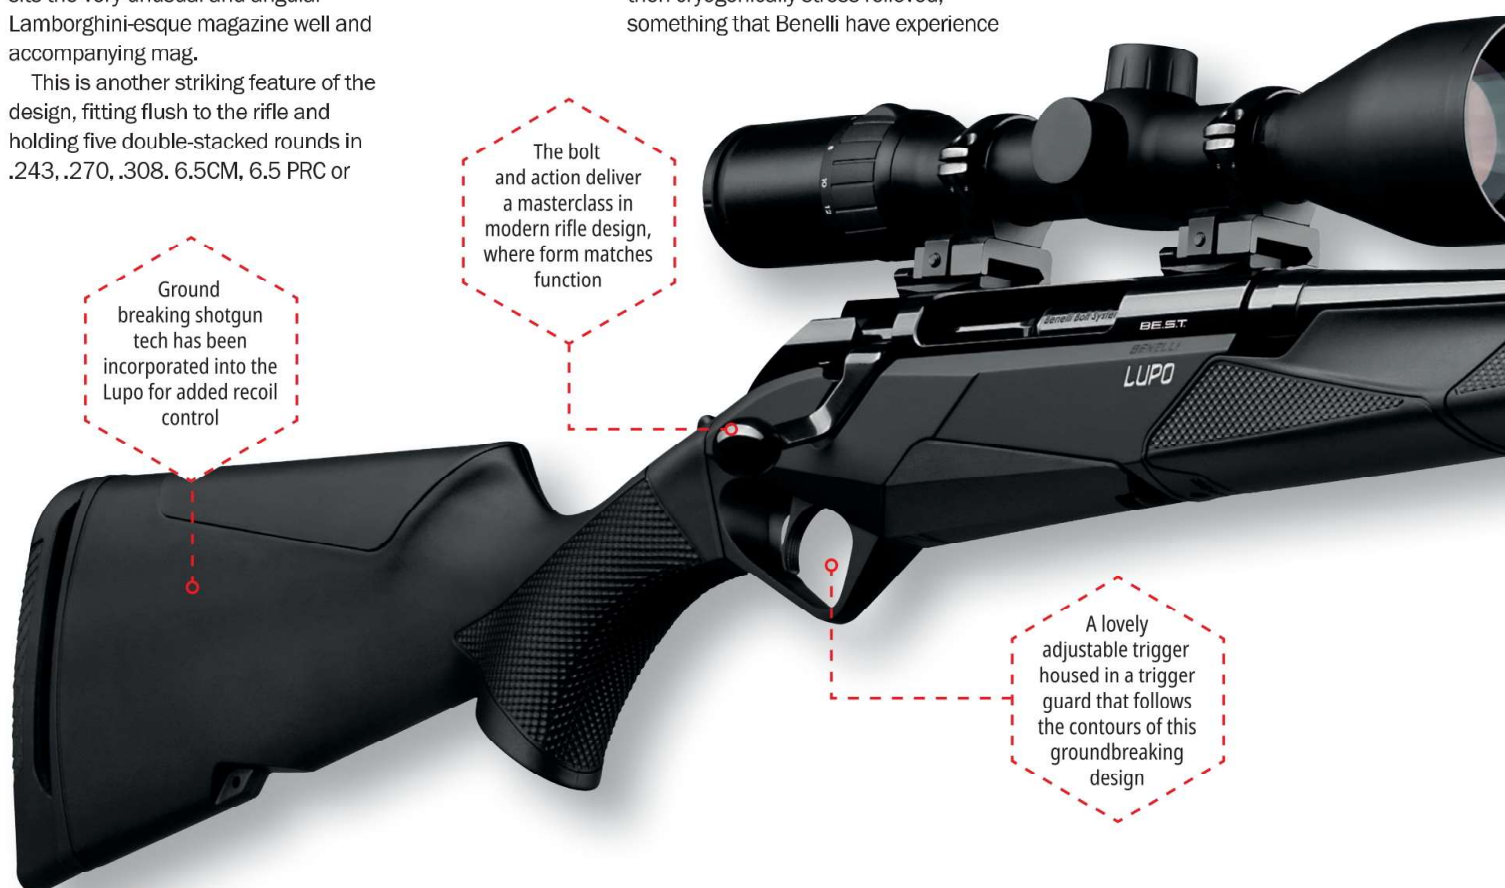 Lamborghini-esque magazine well and
accompanying mag.
This is another striking feature of the
design, fitting flush to the rifle and
holding five double-stacked rounds in
.243, .270, .308. 6.5CM, 6.5 PRC or
something that Benelli have experience
The bolt
and action deliver
a masterclass in
modern rifle design,
where form matches
function
Ground
breaking shotgun
tech has been
incorporated into the
Lupo for added recoil
control
Benelli Bolt System
BE.S.T.
BENELLI
LUPO
A lovely
adjustable trigger
housed in a trigger
guard that follows
the contours of this
groundbreaking
design